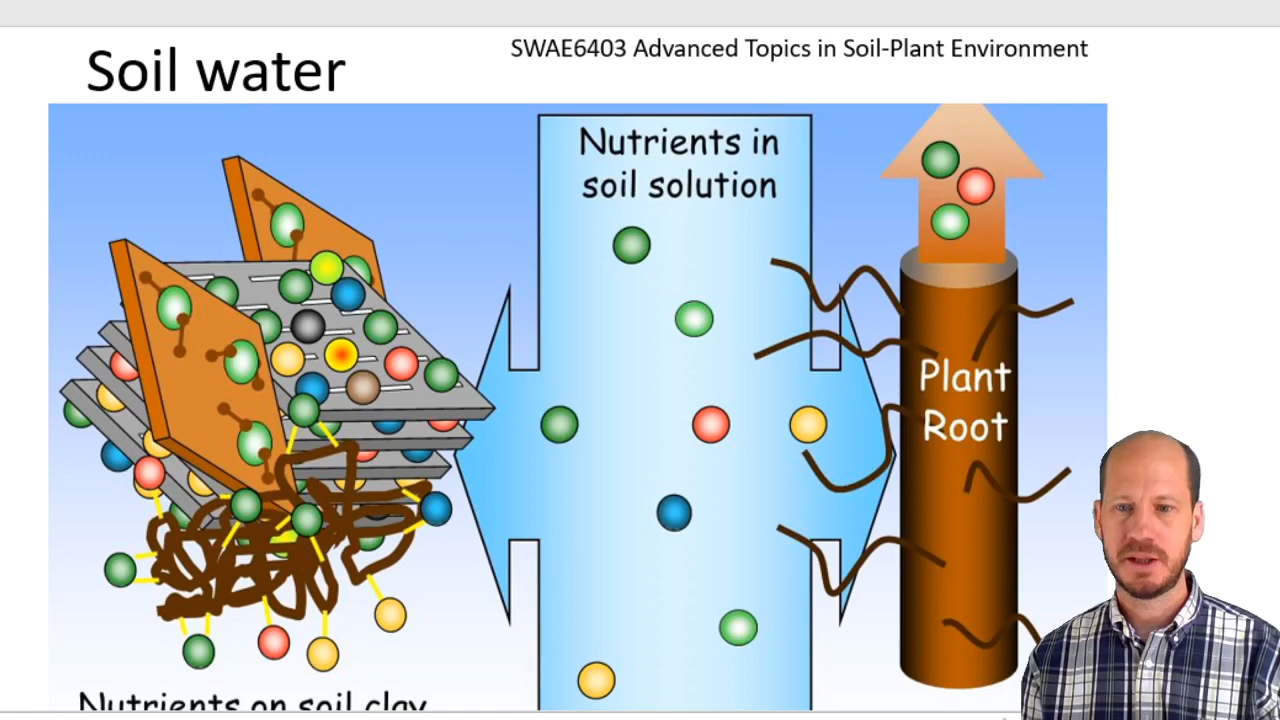 SWAE6403 Advanced Topics in Soil-Plant Environment
Soil water
Nutrients in
soil solution
Plant
Root
Nutrients on soil clay